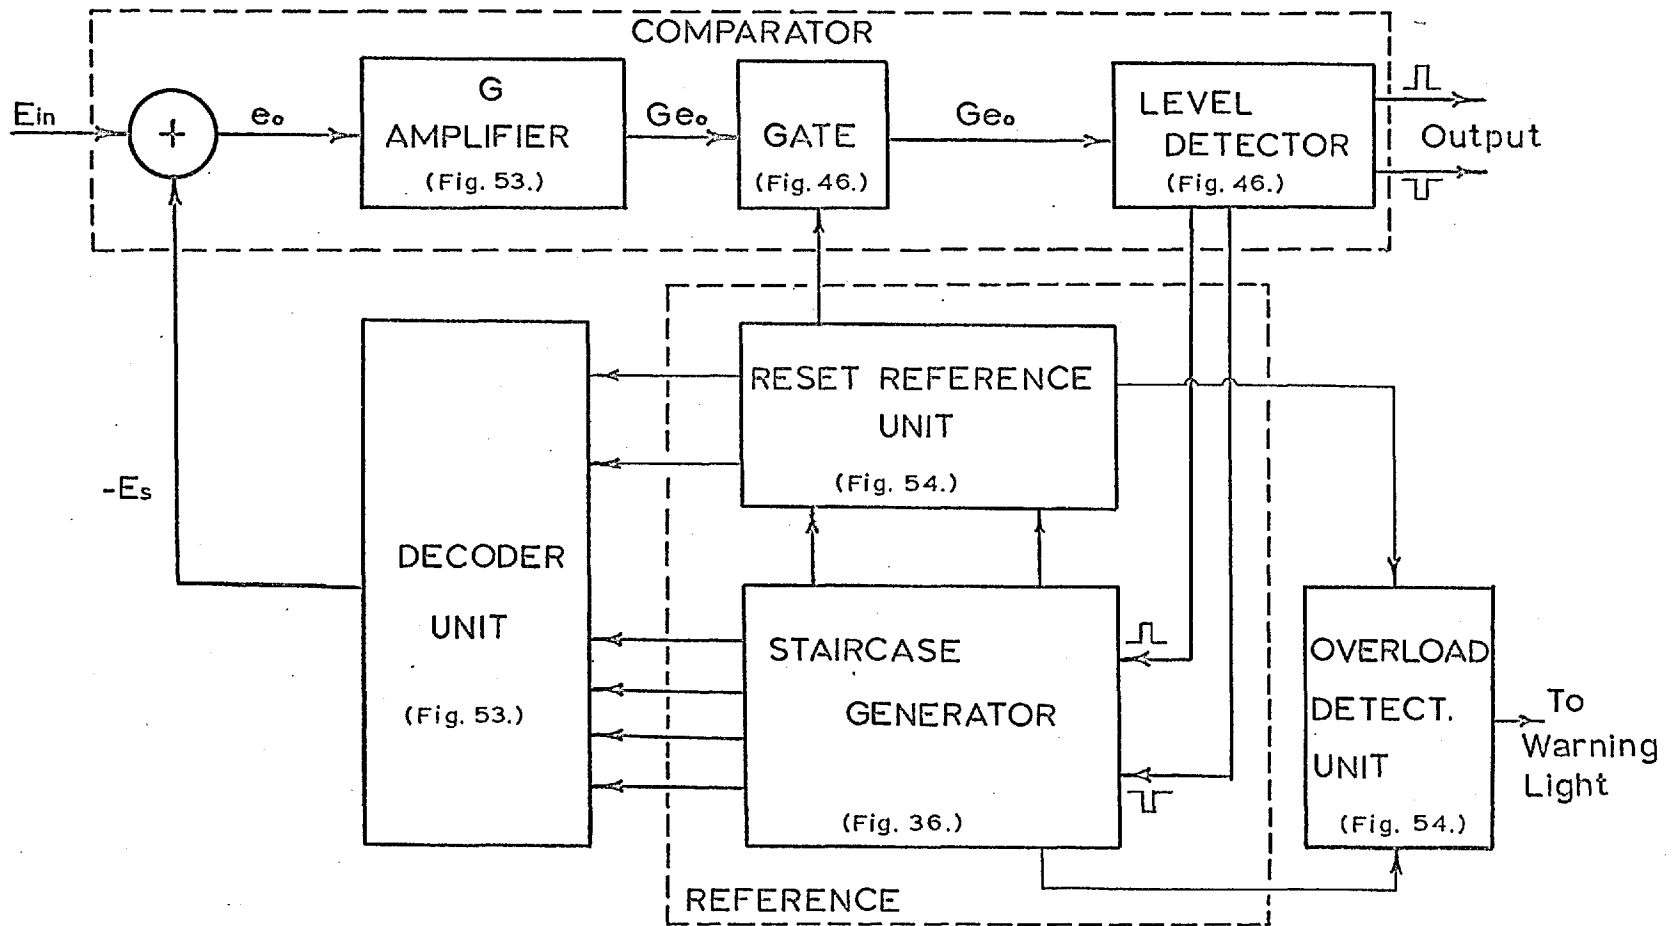 COMPARATOR
Ein
+
eo
G
AMPLIFIER
(Fig. 53.)
Geo
GATE
(Fig. 46.)
Geo
LEVEL
DETECTOR
(Fig. 46.)
Output
-Es
DECODER
UNIT
(Fig. 53.)
RESET REFERENCE
UNIT
(Fig. 54.)
STAIRCASE
GENERATOR
(Fig. 36.)
REFERENCE
OVERLOAD
DETECT.
UNIT
(Fig. 54.)
To
Warning
Light